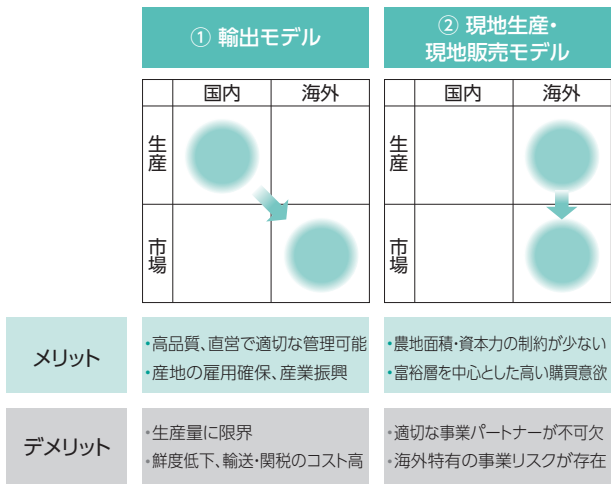 ① 輸出モデル
② 現地生産・
現地販売モデル
国内
海外
生産
市場
国内
海外
生産
市場
メリット
・高品質、直営で適切な管理可能
・産地の雇用確保、産業振興
・農地面積・資本力の制約が少ない
・富裕層を中心とした高い購買意欲
デメリット
・生産量に限界
・鮮度低下、輸送・関税のコスト高
・適切な事業パートナーが不可欠
・海外特有の事業リスクが存在